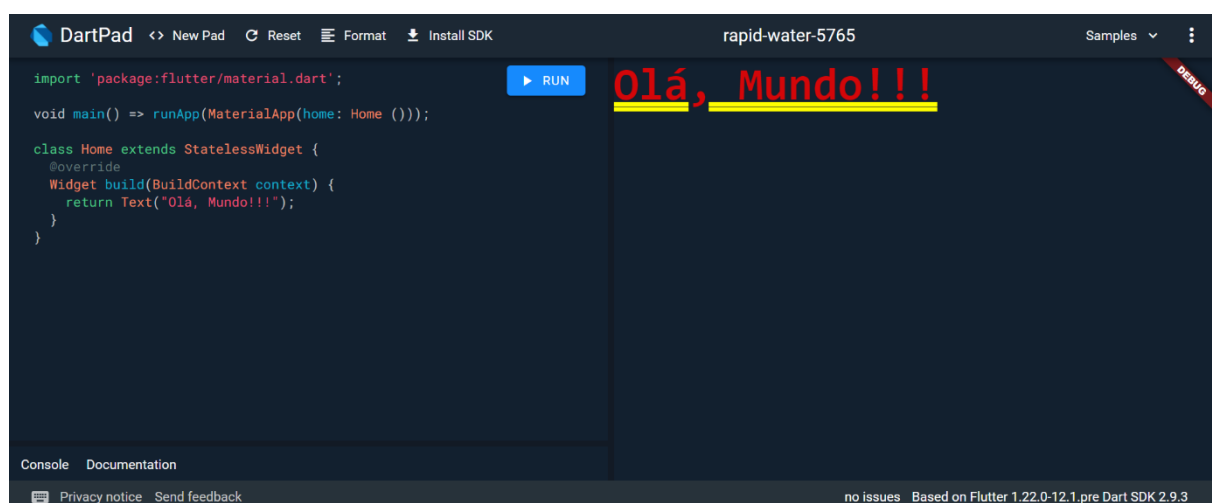 DartPad <> New Pad Reset Format Install SDK rapid-water-5765 Samples
import 'package:flutter/material.dart'; RUN
void main() => runApp(MaterialApp(home: Home ()));
class Home extends StatelessWidget {
@override
Widget build(BuildContext context) {
return Text("Olá, Mundo!!!");
}
}
Olá, Mundo!!!
DEBUG
Console Documentation
Privacy notice Send feedback no issues Based on Flutter 1.22.0-12.1.pre Dart SDK 2.9.3